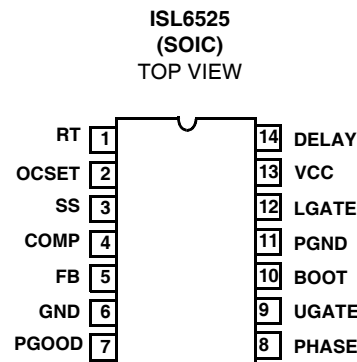 ISL6525
(SOIC)
TOP VIEW
RT 1 14 DELAY
OCSET 2 13 VCC
SS 3 12 LGATE
COMP 4 11 PGND
FB 5 10 BOOT
GND 6 9 UGATE
PGOOD 7 8 PHASE